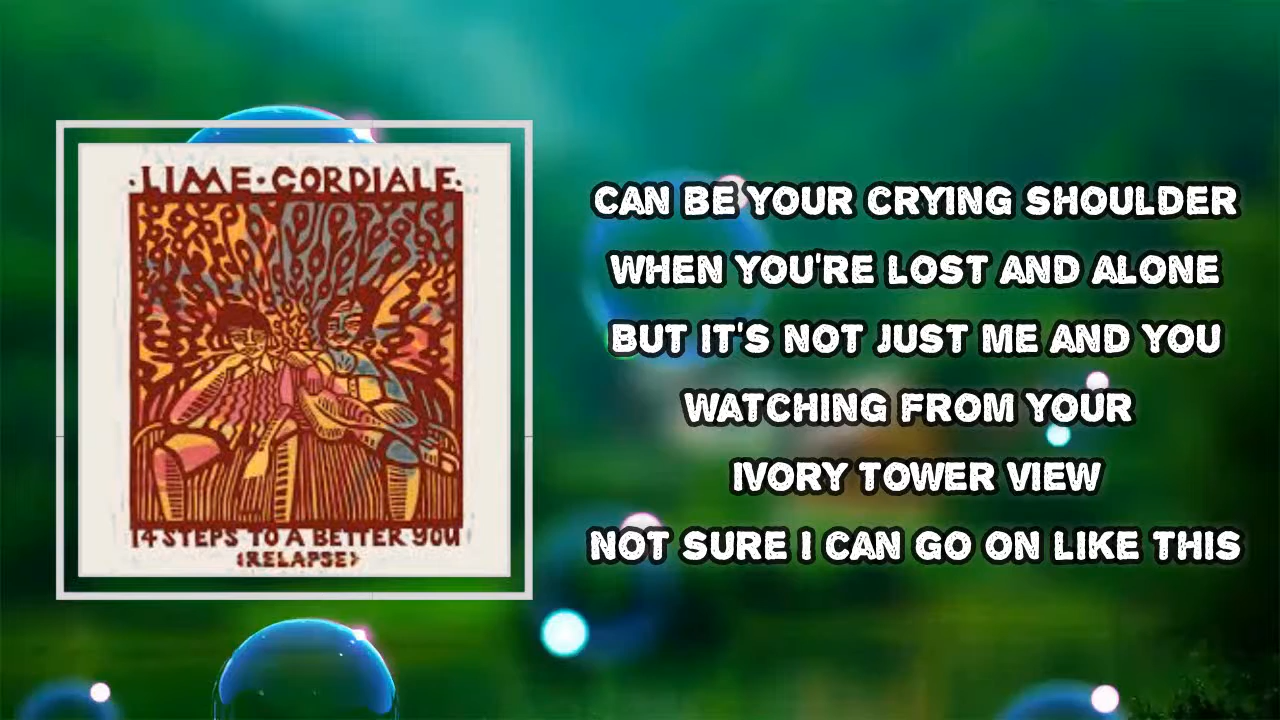 ·LIME·CORDIALE·
14 STEPS TO A BETTER YOU
(RELAPSE)
CAN BE YOUR CRYING SHOULDER
WHEN YOU'RE LOST AND ALONE
BUT IT'S NOT JUST ME AND YOU
WATCHING FROM YOUR
IVORY TOWER VIEW
NOT SURE I CAN GO ON LIKE THIS